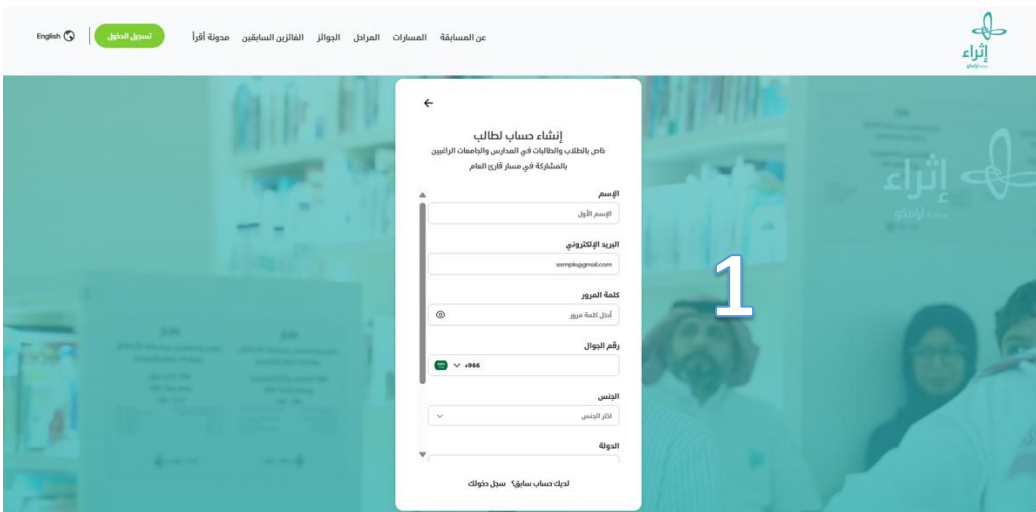 إثراء
عن المسابقة المسارات المراحل الجوائز الفائزين السابقين مدونة أقرأ
تسجيل الدخول
English
إنشاء حساب لطالب
خاص بالطلاب والطالبات في المدارس والجامعات الراغبين
بالمشاركة في مسار قارئ العام
الإسم
الإسم الأول
البريد الإلكتروني
exmple@gmail.com
كلمة المرور
أدخل كلمة مرور
رقم الجوال
+966
الجنس
اختر الجنس
الدولة
لديك حساب سابق؟ سجل دخولك
1
إثراء
مبادرة أرامكو